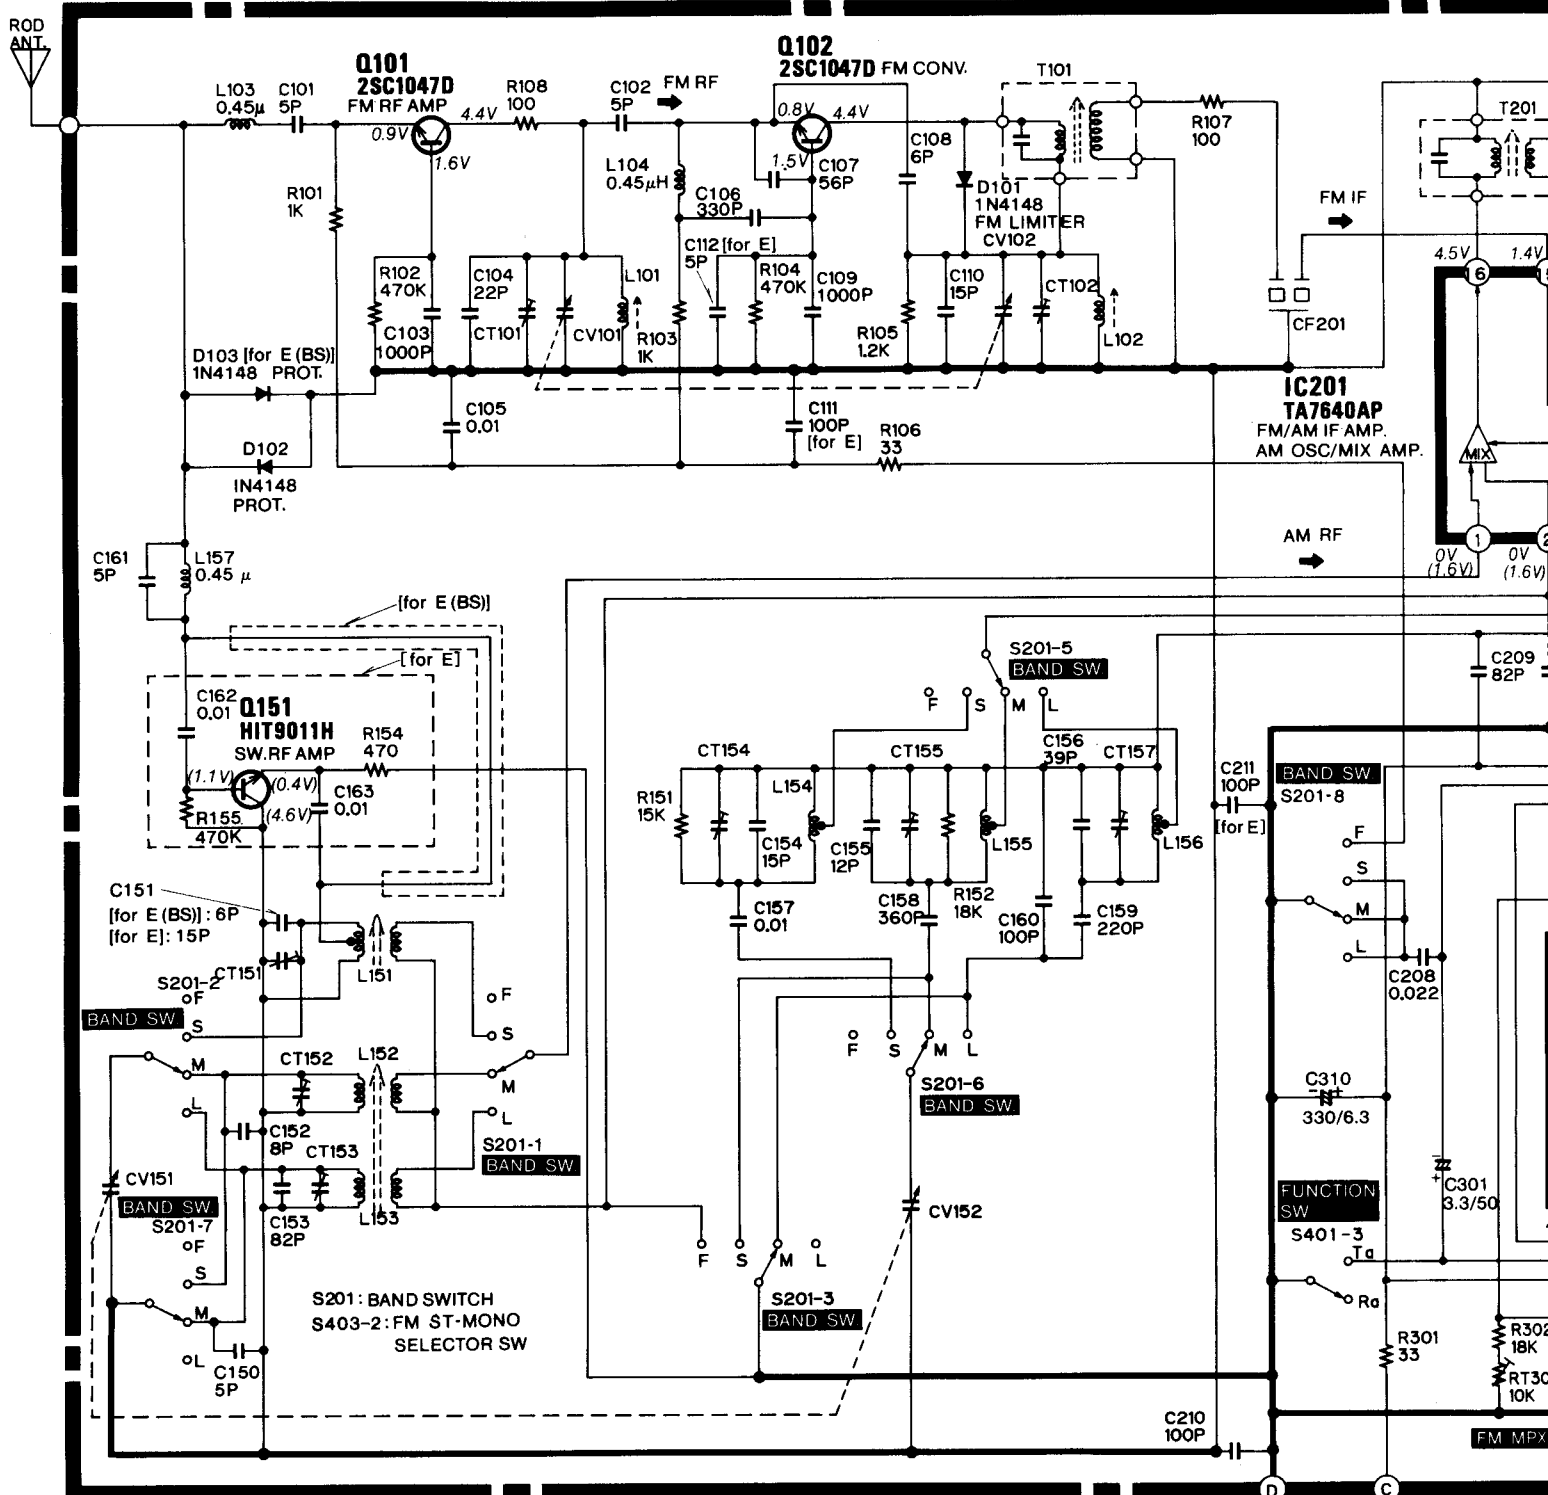 ROD
ANT.
Q101
2SC1047D
FM RF AMP
L103
0.45μ
C101
5P
0.9V
4.4V
1.6V
R108
100
C102
5P
FM RF
Q102
2SC1047D FM CONV.
0.8V
4.4V
1.5V
T101
R107
100
T201
R101
1K
L104
0.45μH
C106
330P
C107
56P
C108
6P
D101
1N4148
FM LIMITER
CV102
FM IF
4.5V
1.4V
6
R102
470K
C103
1000P
C104
22P
CT101
CV101
L101
R103
1K
C112 [for E]
5P
R104
470K
C109
1000P
R105
1.2K
C110
15P
CT102
L102
CF201
D103 [for E (BS)]
1N4148 PROT.
C105
0.01
C111
100P
[for E]
R106
33
IC201
TA7640AP
FM/AM IF AMP.
AM OSC/MIX AMP.
MIX
D102
1N4148
PROT.
AM RF
1
2
0V
(1.6V)
0V
(1.6V)
C161
5P
L157
0.45 μ
[for E (BS)]
[for E]
C162
0.01
Q151
HIT9011H
SW.RF AMP
R154
470
(1.1V)
(0.4V)
(4.6V)
C163
0.01
R155
470K
S201-5
BAND SW
F
S
M
L
C209
82P
CT154
CT155
C156
39P
CT157
C211
100P
[for E]
BAND SW
S201-8
F
S
M
L
R151
15K
L154
C154
15P
C155
12P
L155
L156
C157
0.01
C158
360P
R152
18K
C160
100P
C159
220P
C208
0.022
C151
[for E (BS)] : 6P
[for E] : 15P
CT151
L151
S201-2
F
BAND SW.
S
M
L
F
S
M
L
S201-1
BAND SW
CT152
L152
C152
8P
CT153
L153
CV151
BAND SW.
S201-7
F
S
M
L
C153
82P
C150
5P
F
S
M
L
S201-6
BAND SW.
CV152
F
S
M
L
S201-3
BAND SW.
S201 : BAND SWITCH
S403-2 : FM ST-MONO
SELECTOR SW
C310
- +
330/6.3
-
+
C301
3.3/50
FUNCTION
SW
S401-3
Ta
Ra
R301
33
R302
18K
RT30
10K
C210
100P
FM MPX
D
C